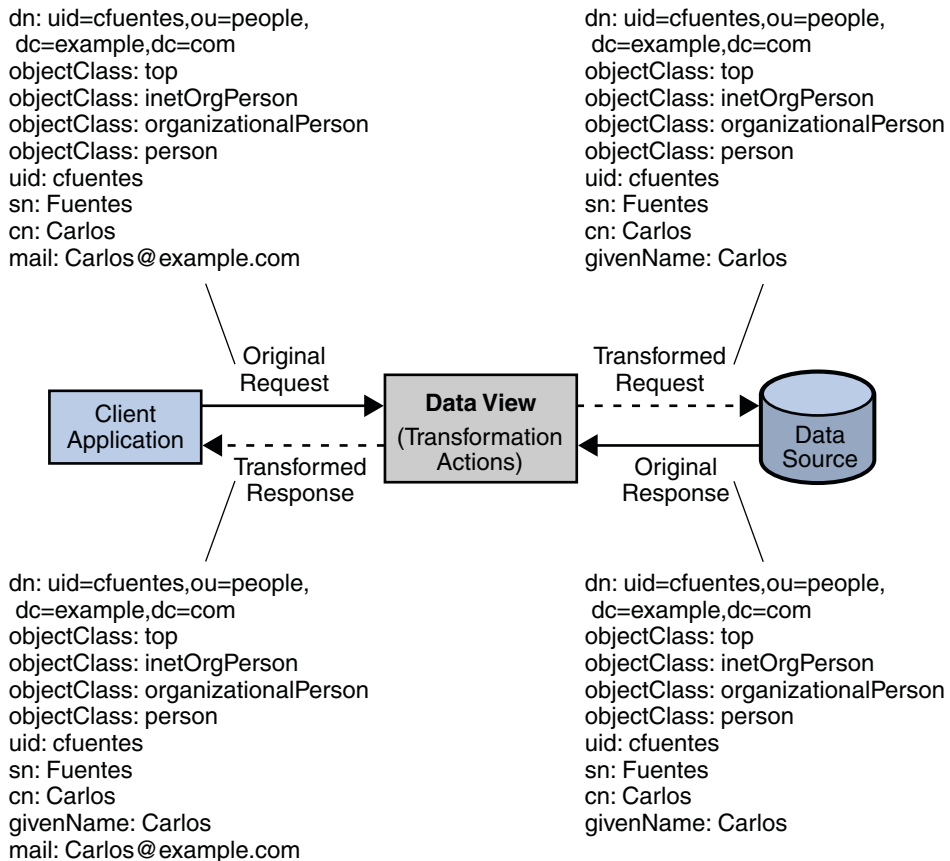 dn: uid=cfuentes,ou=people,
dc=example,dc=com
objectClass: top
objectClass: inetOrgPerson
objectClass: organizationalPerson
objectClass: person
uid: cfuentes
sn: Fuentes
cn: Carlos
mail: Carlos@example.com
dn: uid=cfuentes,ou=people,
dc=example,dc=com
objectClass: top
objectClass: inetOrgPerson
objectClass: organizationalPerson
objectClass: person
uid: cfuentes
sn: Fuentes
cn: Carlos
givenName: Carlos
Original
Request
Transformed
Request
Client
Application
Data View
(Transformation
Actions)
Data
Source
Transformed
Response
Original
Response
dn: uid=cfuentes,ou=people,
dc=example,dc=com
objectClass: top
objectClass: inetOrgPerson
objectClass: organizationalPerson
objectClass: person
uid: cfuentes
sn: Fuentes
cn: Carlos
givenName: Carlos
mail: Carlos@example.com
dn: uid=cfuentes,ou=people,
dc=example,dc=com
objectClass: top
objectClass: inetOrgPerson
objectClass: organizationalPerson
objectClass: person
uid: cfuentes
sn: Fuentes
cn: Carlos
givenName: Carlos